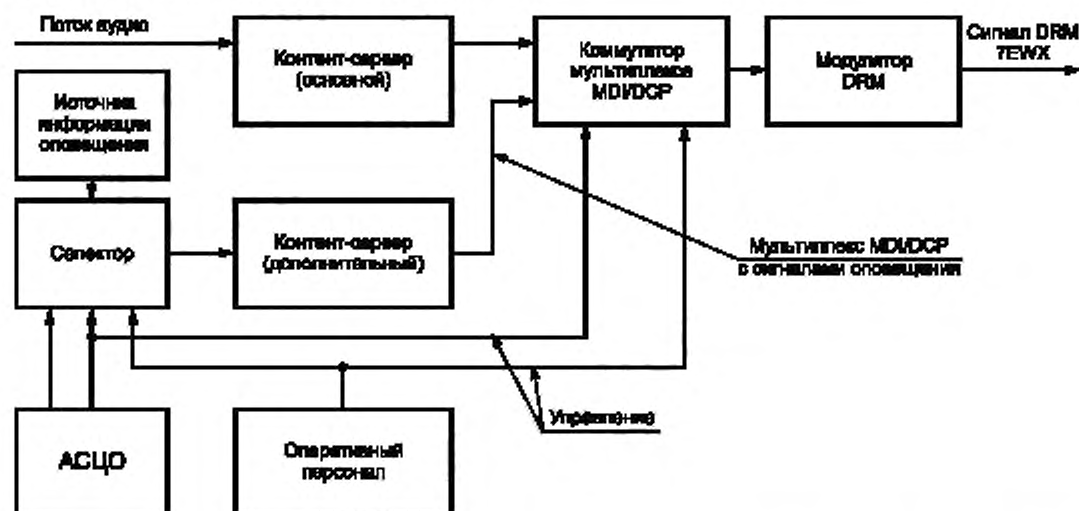 Поток аудио
Контент-сервер
(основной)
Коммутатор
мультиплекса
MDI/DCP
Модулятор
DRM
Сигнал DRM
7EWX
Источник
информации
оповещения
Селектор
Контент-сервер
(дополнительный)
Мультиплекс MDI/DCP
с сигналами оповещения
Управление
АСЦО
Оперативный
персонал